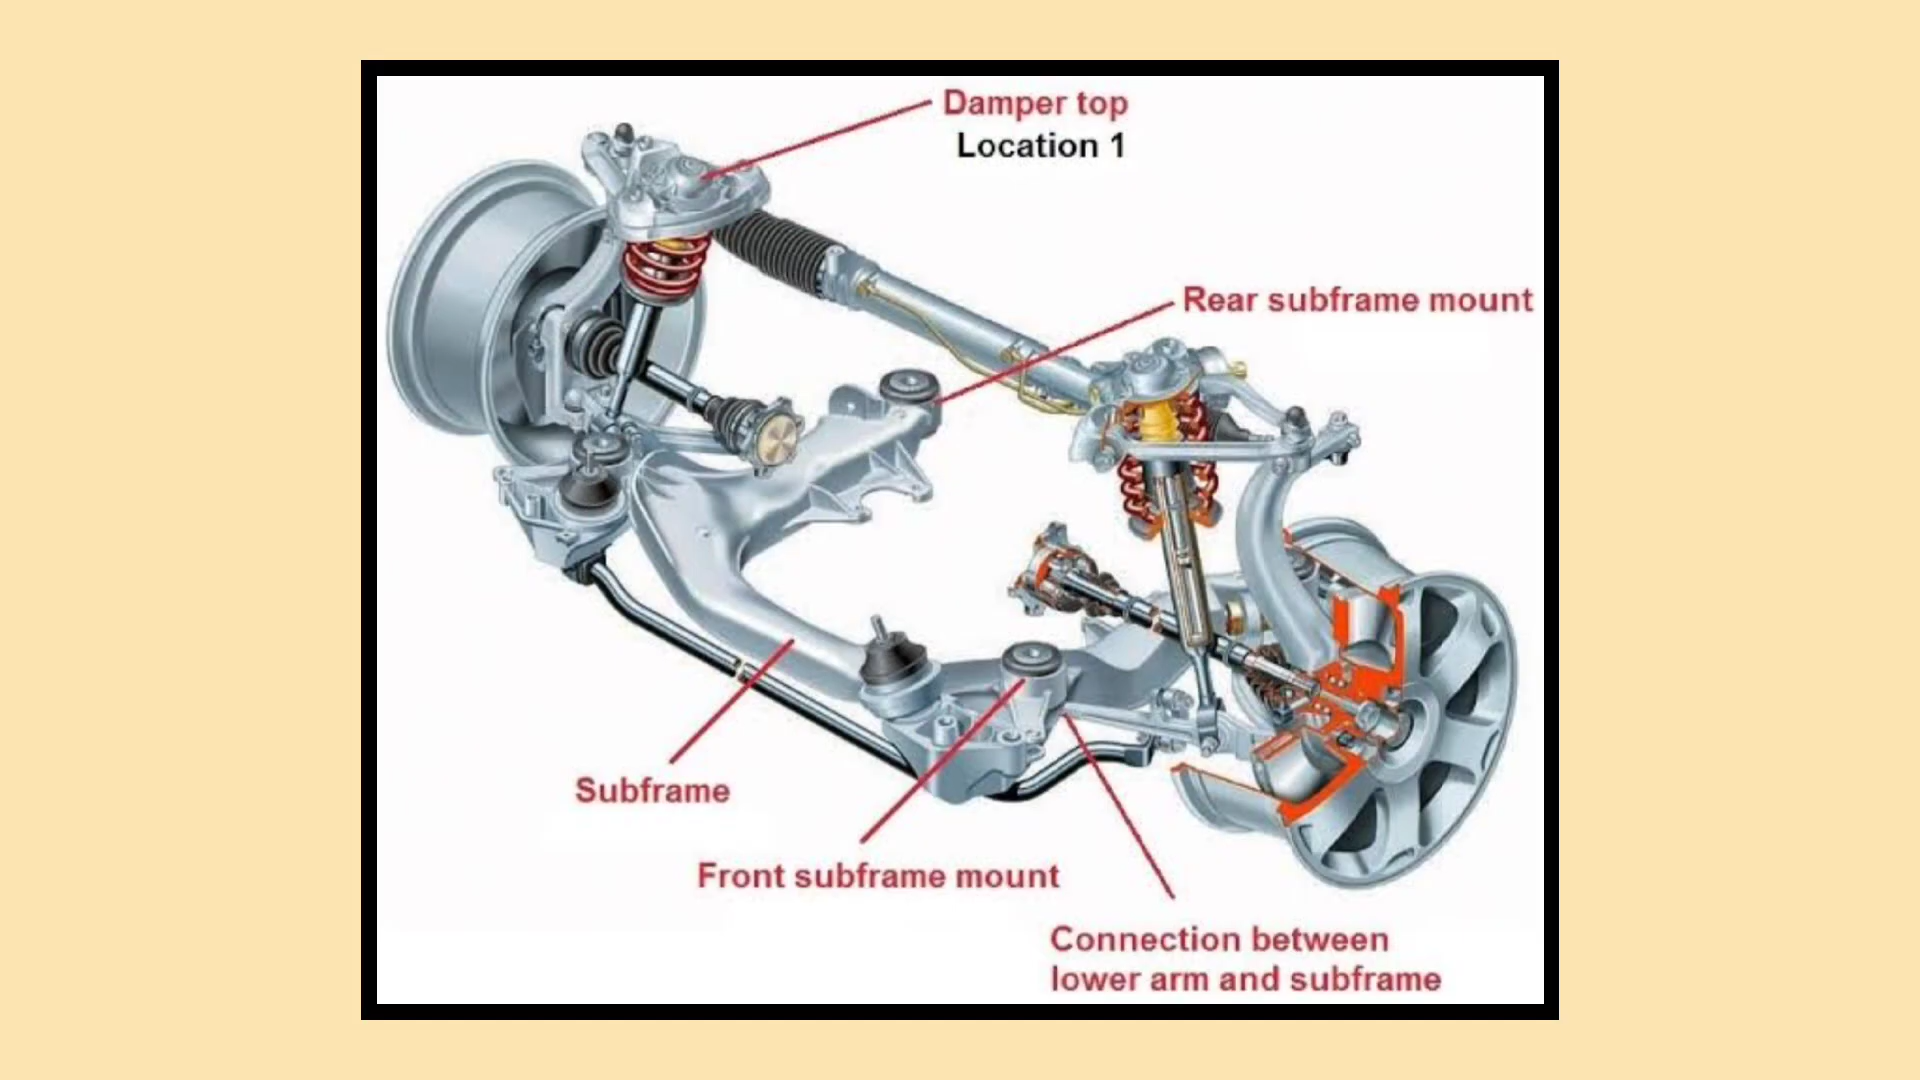 Damper top
Location 1
Rear subframe mount
Subframe
Front subframe mount
Connection between
lower arm and subframe